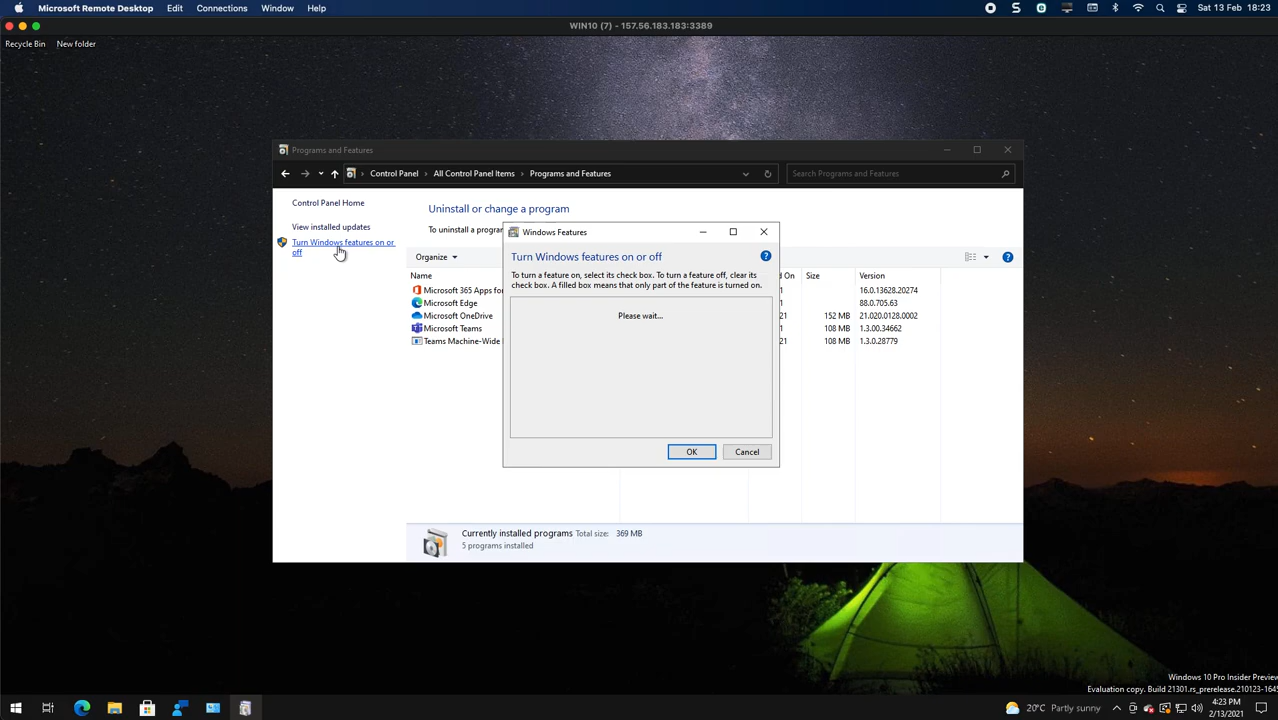 Microsoft Remote Desktop Edit Connections Window Help Sat 13 Feb 18:23
WIN10 (7) - 157.56.183.183:3389
Recycle Bin New folder
Programs and Features
Control Panel All Control Panel Items Programs and Features Search Programs and Features
Control Panel Home
View installed updates
Turn Windows features on or
off
Uninstall or change a program
To uninstall a program
Organize
Name d On Size Version
Microsoft 365 Apps for 1 16.0.13628.20274
Microsoft Edge 88.0.705.63
Microsoft OneDrive 21 152 MB 21.020.0128.0002
Microsoft Teams 1 108 MB 1.3.00.34662
Teams Machine-Wide 21 108 MB 1.3.0.28779
Windows Features
Turn Windows features on or off
To turn a feature on, select its check box. To turn a feature off, clear its
check box. A filled box means that only part of the feature is turned on.
Please wait...
OK Cancel
Currently installed programs Total size: 369 MB
5 programs installed
Windows 10 Pro Insider Preview
Evaluation copy. Build 21301.rs_prerelease.210123-1645
20°C Partly sunny
4:23 PM
2/13/2021